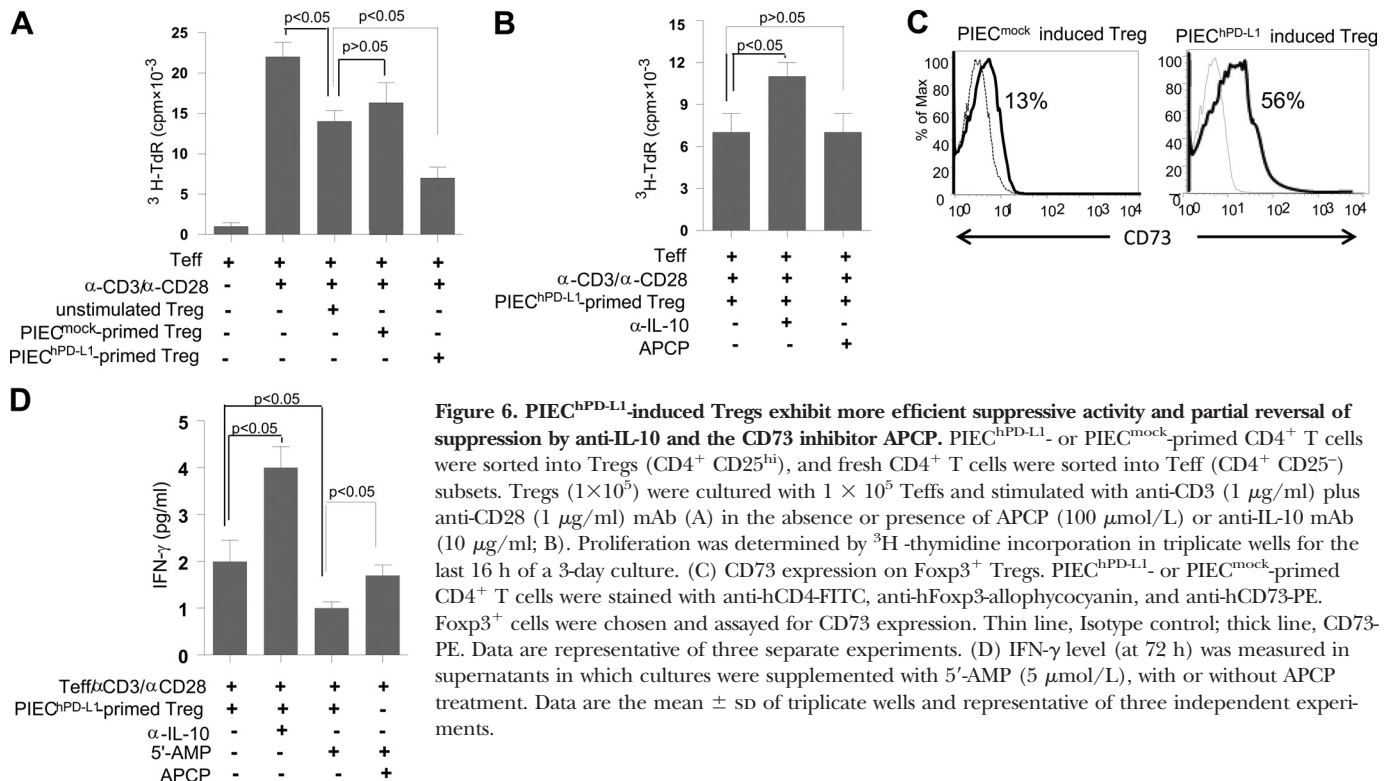 A
p<0.05
p<0.05
p>0.05
25
20
15
10
5
0
³ H-TdR (cpm×10⁻³)
Teff + + + + +
α-CD3/α-CD28 - + + + +
unstimulated Treg - - + - -
PIECᵐᵒᶜᵏ-primed Treg - - - + -
PIECʰᴾᴰ⁻ᴸ¹-primed Treg - - - - +
B
p>0.05
p<0.05
15
12
9
6
3
0
³H-TdR (cpm×10⁻³)
Teff + + +
α-CD3/α-CD28 + + +
PIECʰᴾᴰ⁻ᴸ¹-primed Treg + + +
α-IL-10 - + -
APCP - - +
C
PIECᵐᵒᶜᵏ induced Treg
PIECʰᴾᴰ⁻ᴸ¹ induced Treg
% of Max
100
80
60
40
20
0
13%
10⁰ 10¹ 10² 10³ 10⁴
100
80
60
40
20
0
56%
10⁰ 10¹ 10² 10³ 10⁴
CD73
D
p<0.05
p<0.05
p<0.05
5
4
3
2
1
0
IFN-γ (pg/ml)
Teff/αCD3/αCD28 + + + +
PIECʰᴾᴰ⁻ᴸ¹-primed Treg + + + -
α-IL-10 - + - -
5'-AMP - - + +
APCP - - - +
Figure 6. PIECʰᴾᴰ⁻ᴸ¹-induced Tregs exhibit more efficient suppressive activity and partial reversal of
suppression by anti-IL-10 and the CD73 inhibitor APCP. PIECʰᴾᴰ⁻ᴸ¹- or PIECᵐᵒᶜᵏ-primed CD4⁺ T cells
were sorted into Tregs (CD4⁺ CD25ʰⁱ), and fresh CD4⁺ T cells were sorted into Teff (CD4⁺ CD25⁻)
subsets. Tregs (1×10⁵) were cultured with 1 × 10⁵ Teffs and stimulated with anti-CD3 (1 μg/ml) plus
anti-CD28 (1 μg/ml) mAb (A) in the absence or presence of APCP (100 μmol/L) or anti-IL-10 mAb
(10 μg/ml; B). Proliferation was determined by ³H -thymidine incorporation in triplicate wells for the
last 16 h of a 3-day culture. (C) CD73 expression on Foxp3⁺ Tregs. PIECʰᴾᴰ⁻ᴸ¹- or PIECᵐᵒᶜᵏ-primed
CD4⁺ T cells were stained with anti-hCD4-FITC, anti-hFoxp3-allophycocyanin, and anti-hCD73-PE.
Foxp3⁺ cells were chosen and assayed for CD73 expression. Thin line, Isotype control; thick line, CD73-
PE. Data are representative of three separate experiments. (D) IFN-γ level (at 72 h) was measured in
supernatants in which cultures were supplemented with 5′-AMP (5 μmol/L), with or without APCP
treatment. Data are the mean ± SD of triplicate wells and representative of three independent experi-
ments.